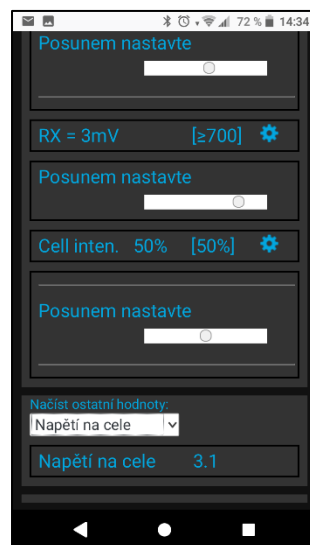 72 % 14:34
Posunem nastavte
RX = 3mV [≥700]
Posunem nastavte
Cell inten. 50% [50%]
Posunem nastavte
Načíst ostatní hodnoty:
Napětí na cele
Napětí na cele 3.1